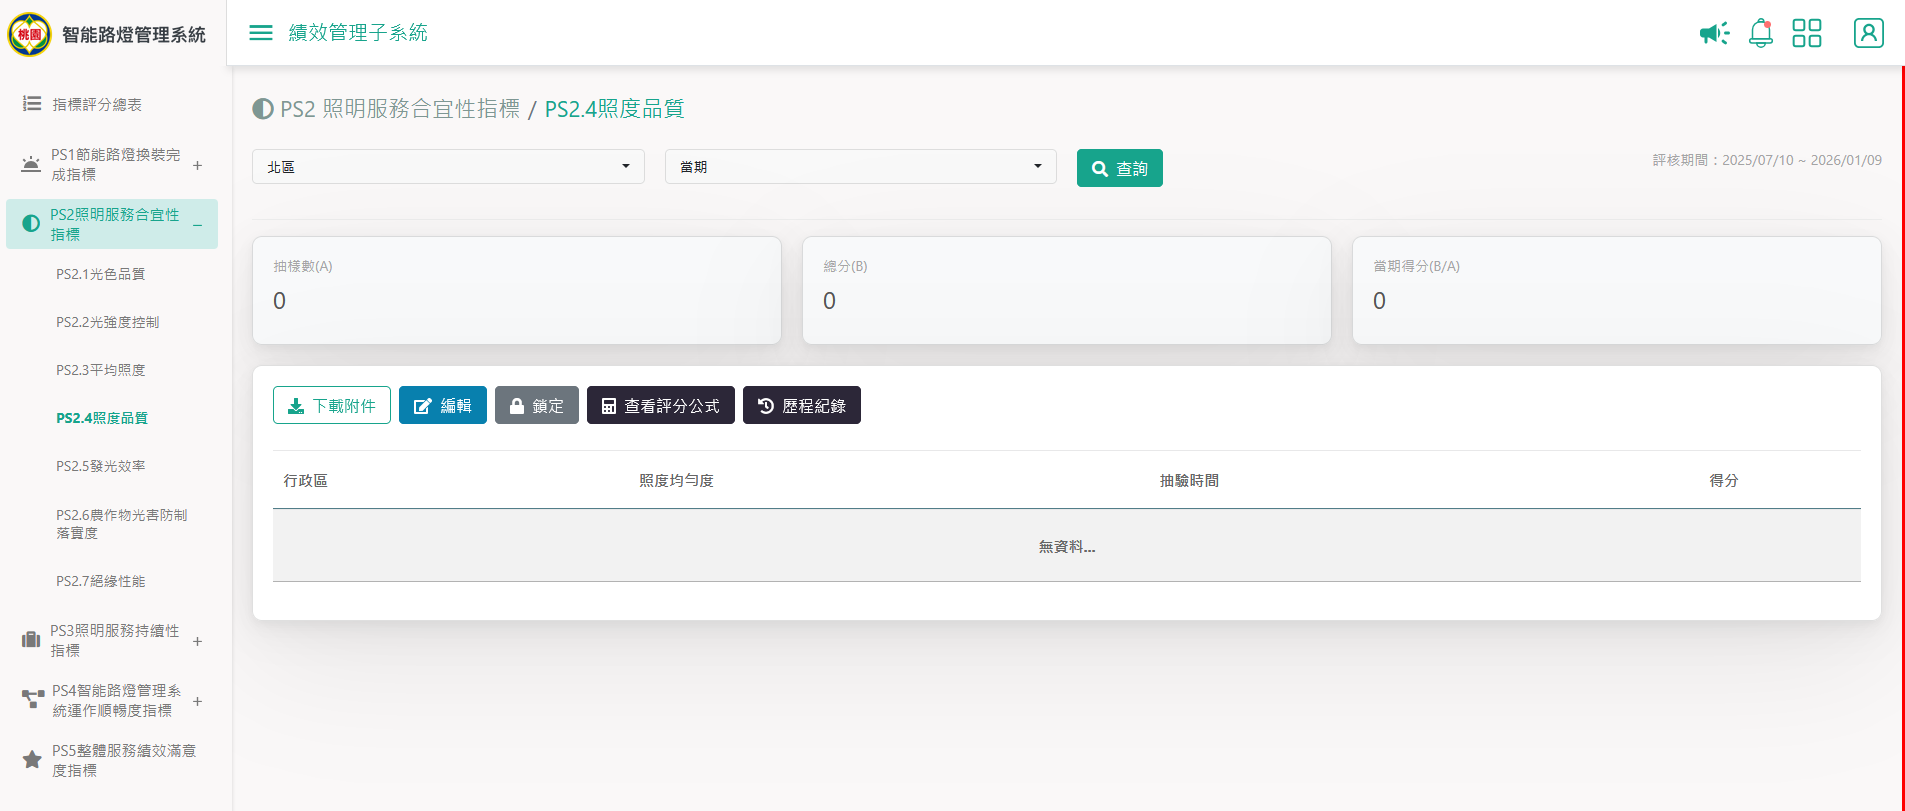 桃園
智能路燈管理系統
績效管理子系統
指標評分總表
PS1節能路燈換裝完
成指標
+
PS2照明服務合宜性
指標
−
PS2.1光色品質
PS2.2光強度控制
PS2.3平均照度
PS2.4照度品質
PS2.5發光效率
PS2.6農作物光害防制
落實度
PS2.7絕緣性能
PS3照明服務持續性
指標
+
PS4智能路燈管理系
統運作順暢度指標
+
PS5整體服務績效滿意
度指標
PS2 照明服務合宜性指標 / PS2.4照度品質
北區
當期
查詢
評核期間：2025/07/10 ~ 2026/01/09
抽樣數(A)
0
總分(B)
0
當期得分(B/A)
0
下載附件
編輯
鎖定
查看評分公式
歷程紀錄
行政區 照度均勻度 抽驗時間 得分
無資料...